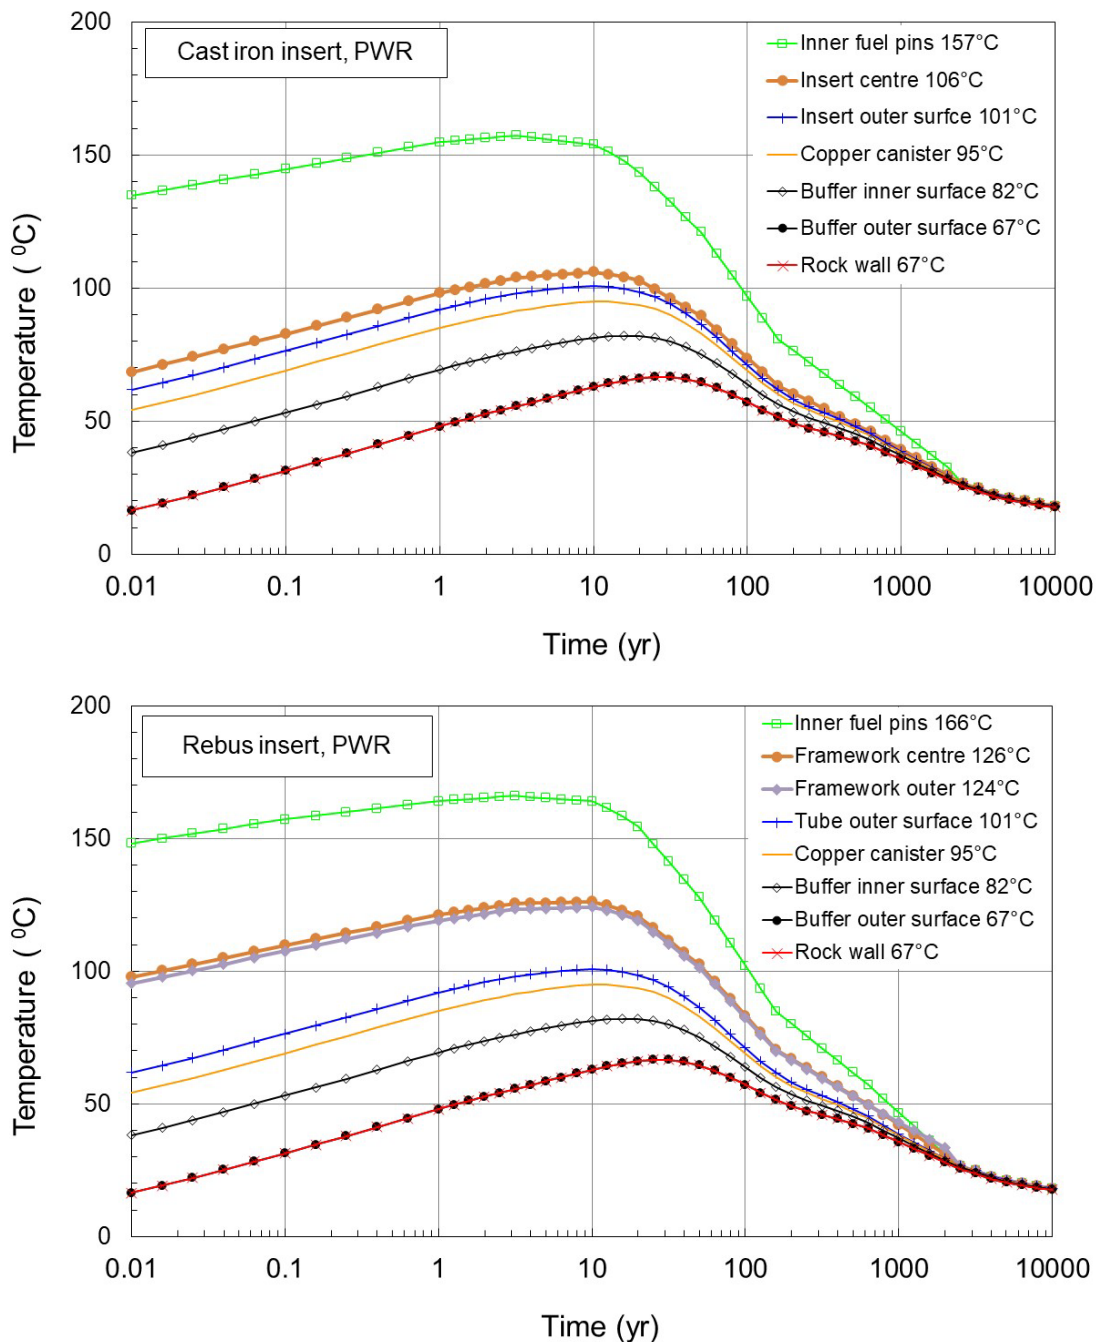 200
Cast iron insert, PWR
Inner fuel pins 157°C
Insert centre 106°C
Insert outer surfce 101°C
Copper canister 95°C
Buffer inner surface 82°C
Buffer outer surface 67°C
Rock wall 67°C
150
100
50
0
Temperature ( ⁰C)
0.01 0.1 1 10 100 1000 10000
Time (yr)
200
Rebus insert, PWR
Inner fuel pins 166°C
Framework centre 126°C
Framework outer 124°C
Tube outer surface 101°C
Copper canister 95°C
Buffer inner surface 82°C
Buffer outer surface 67°C
Rock wall 67°C
150
100
50
0
Temperature ( ⁰C)
0.01 0.1 1 10 100 1000 10000
Time (yr)